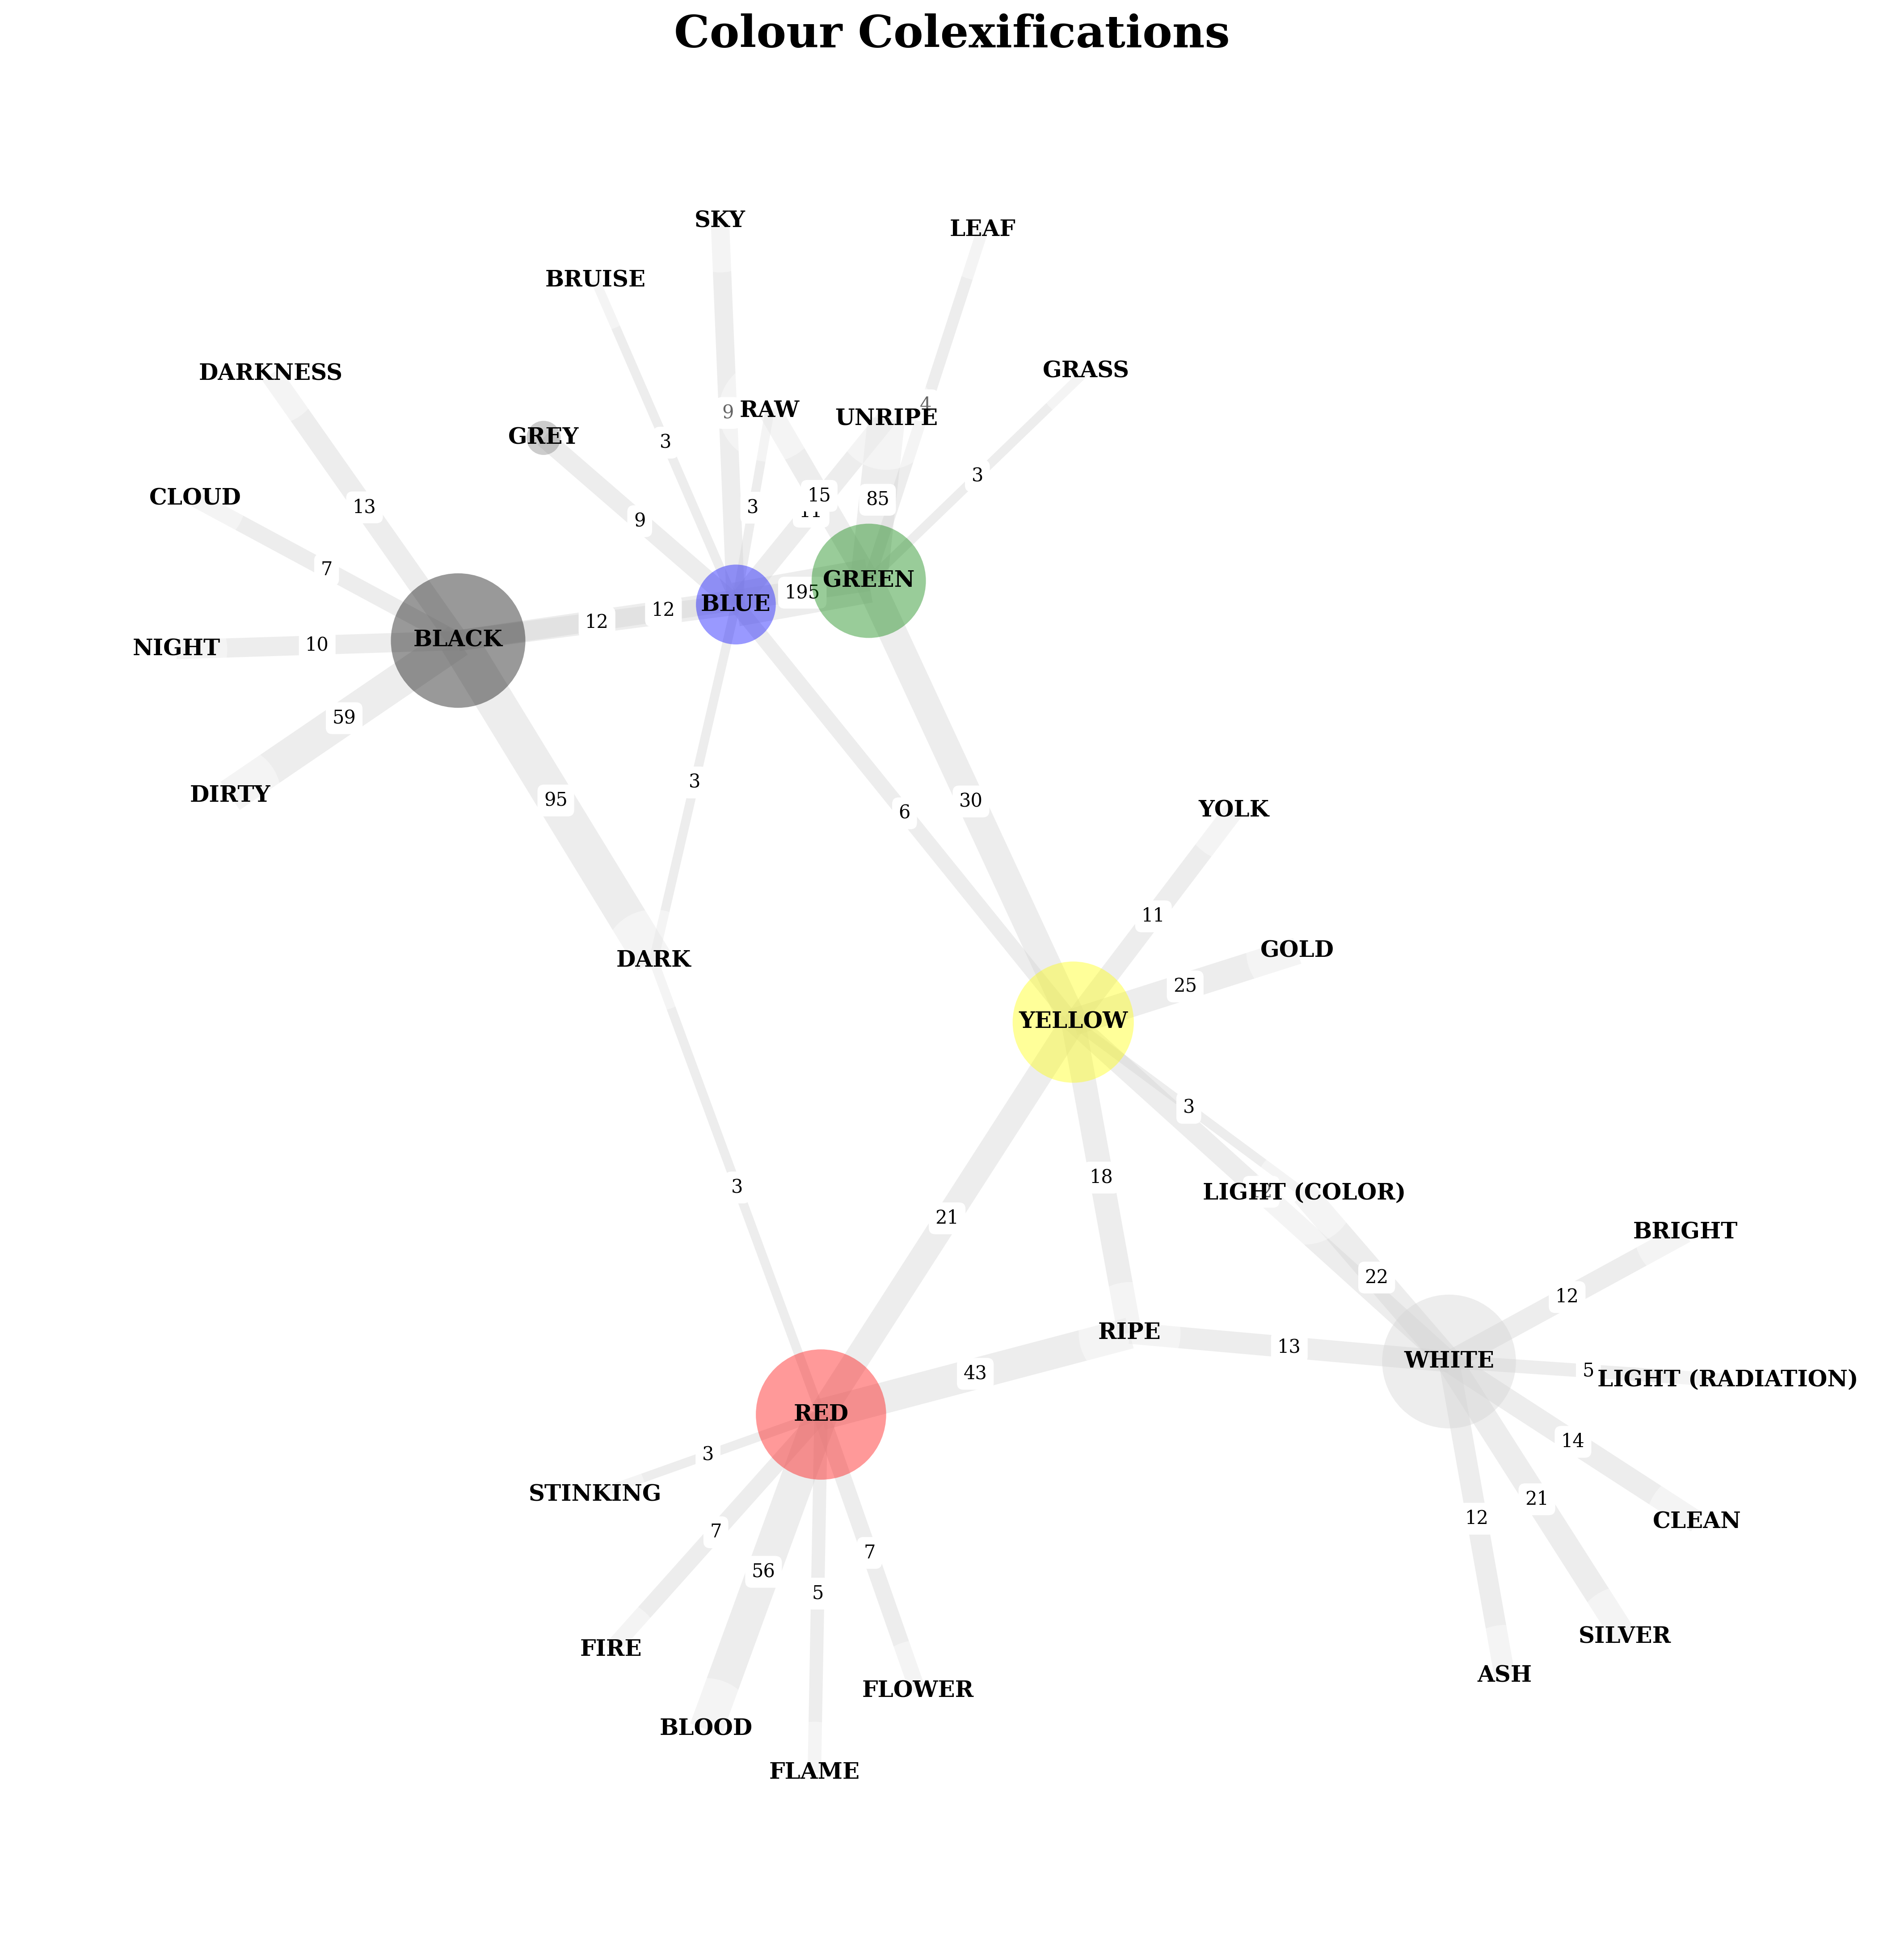 Colour Colexifications
SKY
LEAF
BRUISE
DARKNESS
GRASS
4
9
RAW
UNRIPE
GREY
3
3
CLOUD
15
85
13
3
11
9
7
GREEN
195
BLUE
12
12
BLACK
10
NIGHT
59
3
DIRTY
95
30
YOLK
6
11
GOLD
DARK
25
YELLOW
3
18
3
LIGHT (COLOR)
21
BRIGHT
22
12
RIPE
13
WHITE
5
LIGHT (RADIATION)
43
RED
14
3
STINKING
21
12
CLEAN
7
7
56
5
SILVER
FIRE
ASH
FLOWER
BLOOD
FLAME